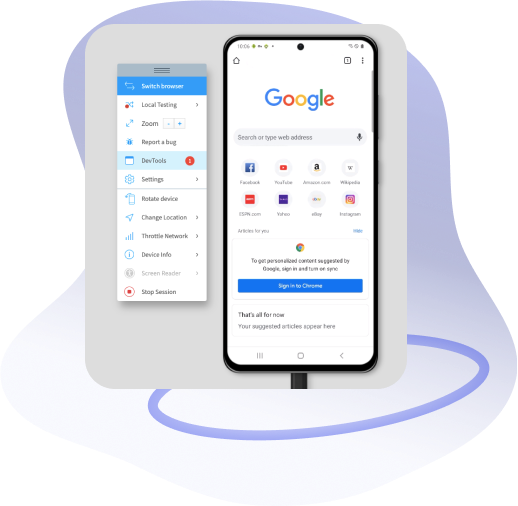 Switch browser
Local Testing
Zoom - +
Report a bug
DevTools 1
Settings
Rotate device
Change Location
Throttle Network
Device Info
Screen Reader
Stop Session
10:06
1
Google
Search or type web address
Facebook YouTube Amazon.com Wikipedia
ESPN.com Yahoo eBay Instagram
Articles for you Hide
To get personalized content suggested by
Google, sign in and turn on sync
Sign in to Chrome
That's all for now
Your suggested articles appear here